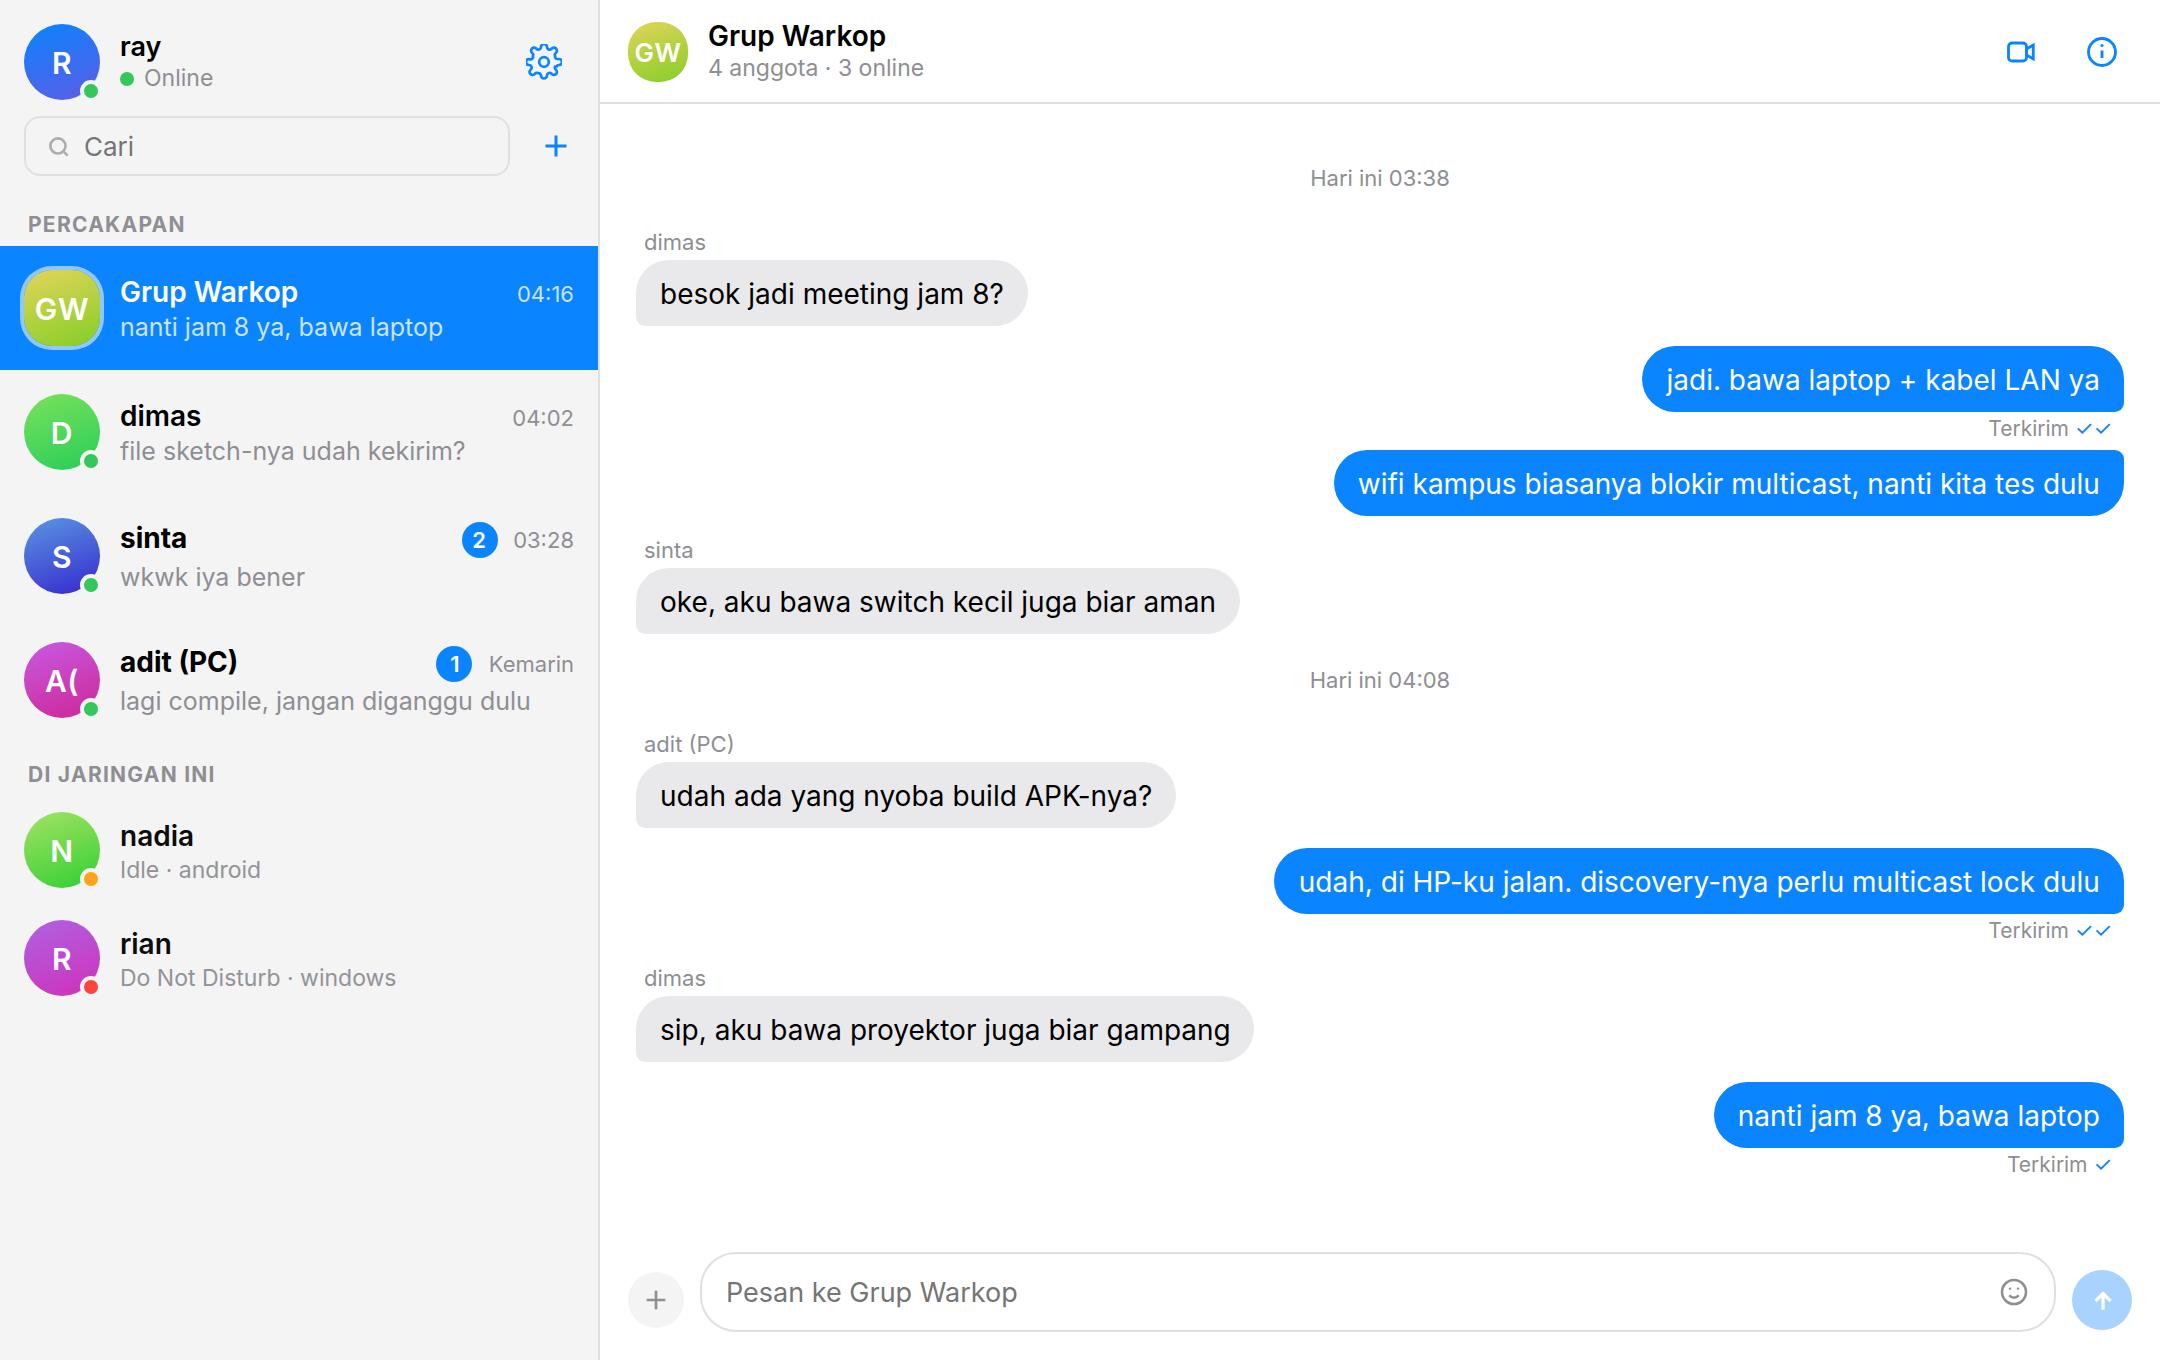 R
ray
Online
Cari
PERCAKAPAN
GW
Grup Warkop
04:16
nanti jam 8 ya, bawa laptop
D
dimas
04:02
file sketch-nya udah kekirim?
S
sinta
2
03:28
wkwk iya bener
A(
adit (PC)
1
Kemarin
lagi compile, jangan diganggu dulu
DI JARINGAN INI
N
nadia
Idle · android
R
rian
Do Not Disturb · windows
GW
Grup Warkop
4 anggota · 3 online
Hari ini 03:38
dimas
besok jadi meeting jam 8?
jadi. bawa laptop + kabel LAN ya
Terkirim
wifi kampus biasanya blokir multicast, nanti kita tes dulu
sinta
oke, aku bawa switch kecil juga biar aman
Hari ini 04:08
adit (PC)
udah ada yang nyoba build APK-nya?
udah, di HP-ku jalan. discovery-nya perlu multicast lock dulu
Terkirim
dimas
sip, aku bawa proyektor juga biar gampang
nanti jam 8 ya, bawa laptop
Terkirim
Pesan ke Grup Warkop